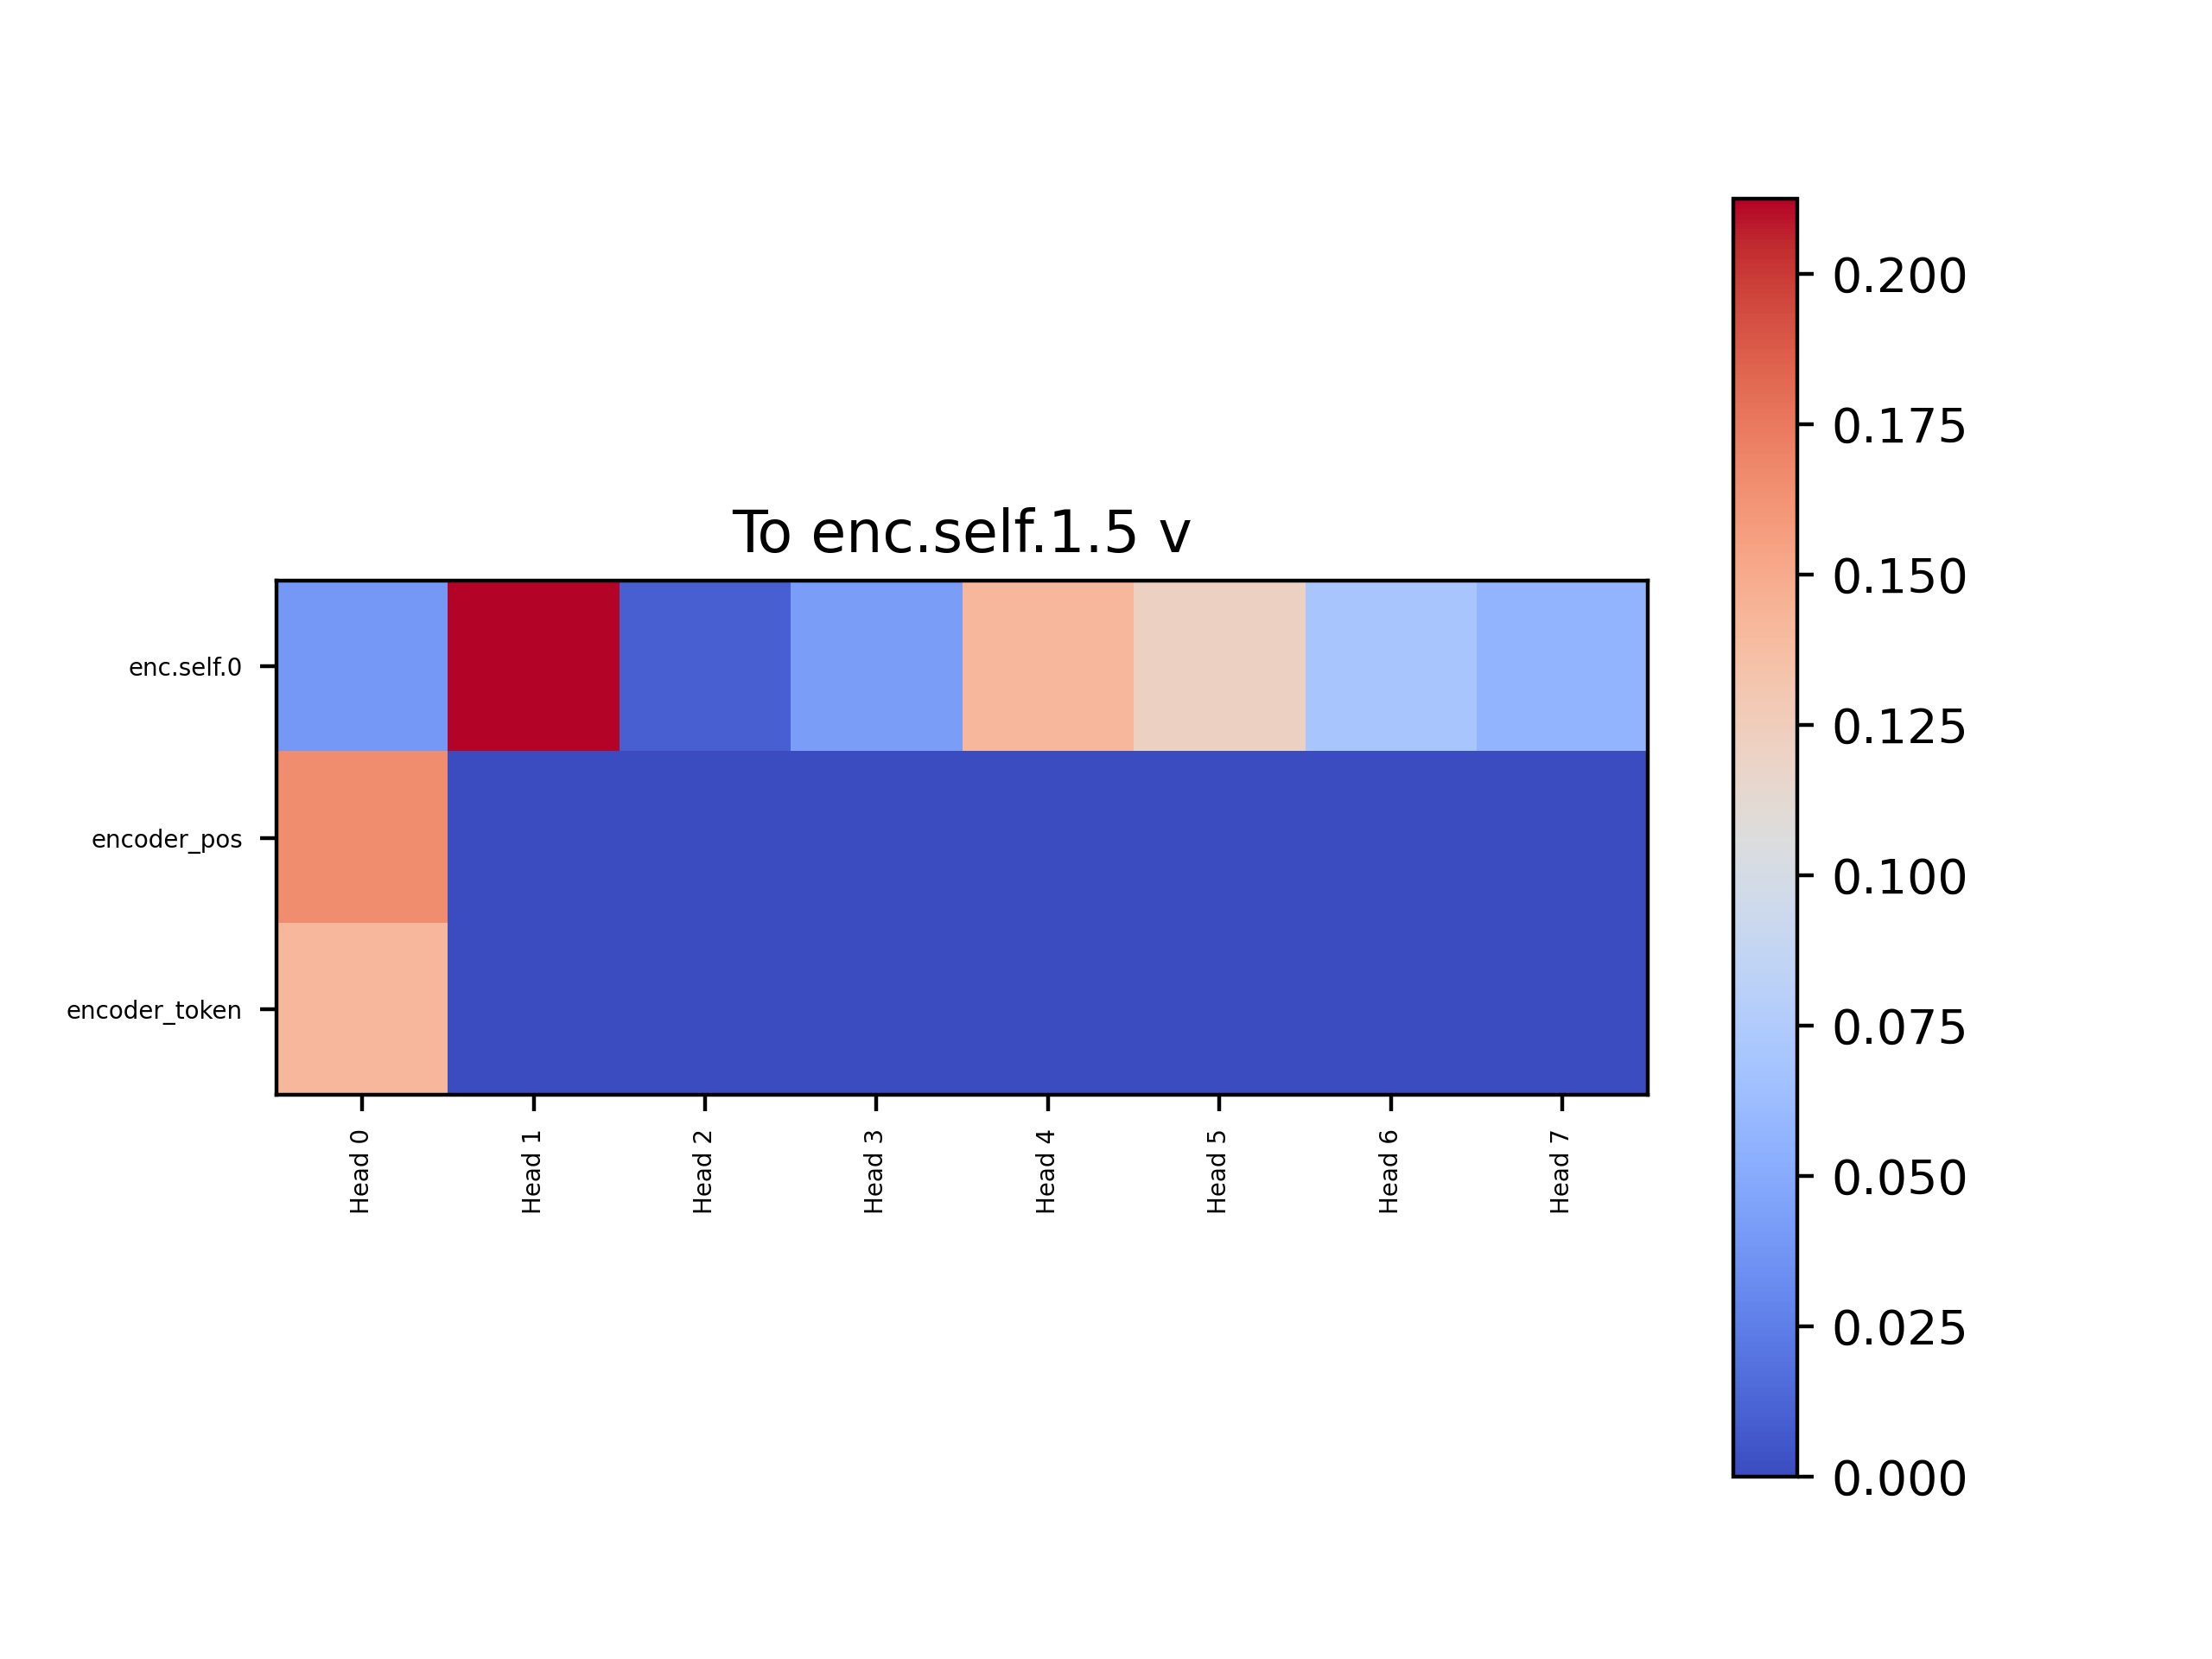 To enc.self.1.5 v
enc.self.0
encoder_pos
encoder_token
Head 0
Head 1
Head 2
Head 3
Head 4
Head 5
Head 6
Head 7
0.200
0.175
0.150
0.125
0.100
0.075
0.050
0.025
0.000